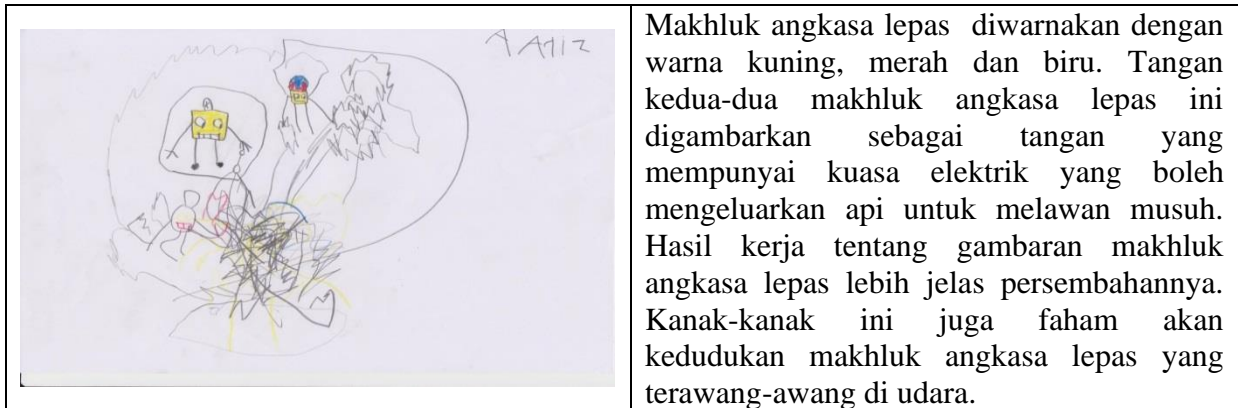 A A71Z
Makhluk angkasa lepas diwarnakan dengan
warna kuning, merah dan biru. Tangan
kedua-dua makhluk angkasa lepas ini
digambarkan sebagai tangan yang
mempunyai kuasa elektrik yang boleh
mengeluarkan api untuk melawan musuh.
Hasil kerja tentang gambaran makhluk
angkasa lepas lebih jelas persembahannya.
Kanak-kanak ini juga faham akan
kedudukan makhluk angkasa lepas yang
terawang-awang di udara.